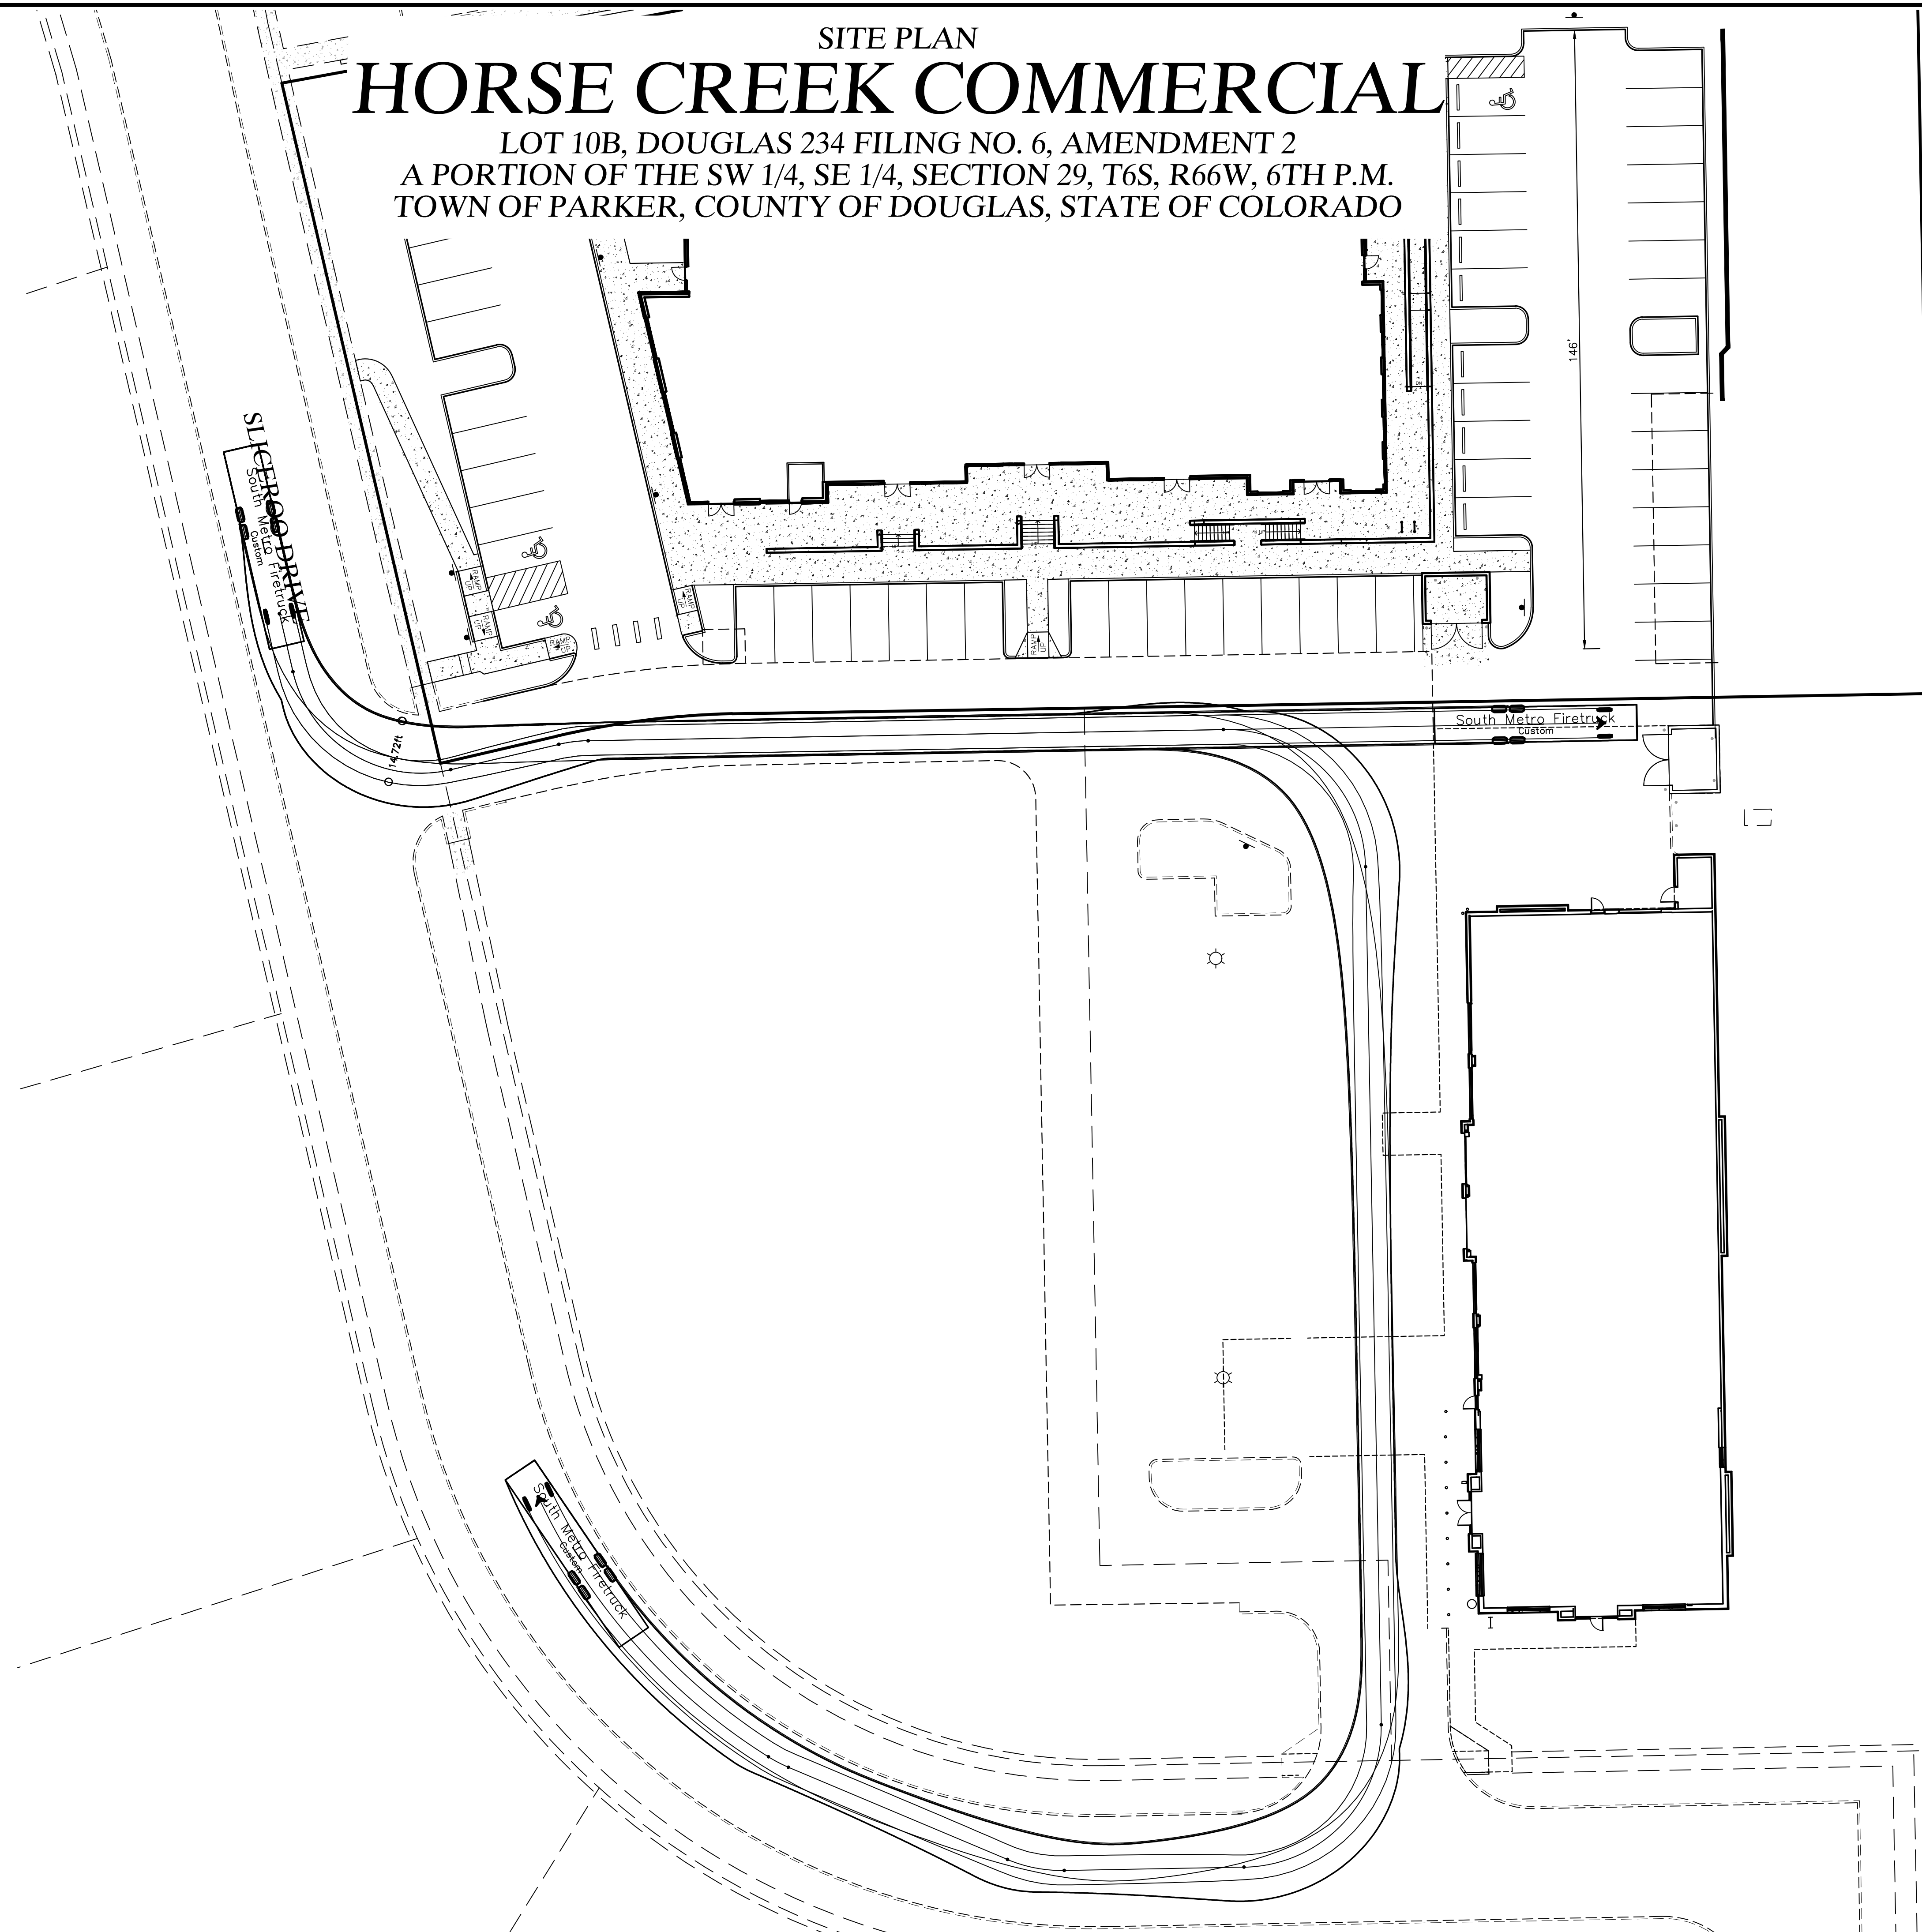 SITE PLAN
HORSE CREEK COMMERCIAL
LOT 10B, DOUGLAS 234 FILING NO. 6, AMENDMENT 2
A PORTION OF THE SW 1/4, SE 1/4, SECTION 29, T6S, R66W, 6TH P.M.
TOWN OF PARKER, COUNTY OF DOUGLAS, STATE OF COLORADO
146'
DN
SLICEROO DRIVE
South Metro Firetruck
Custom
RAMP
UP
RAMP
UP
RAMP
UP
RAMP
UP
RAMP
UP
14.72ft
South Metro Firetruck
Custom
South Metro Firetruck
Custom